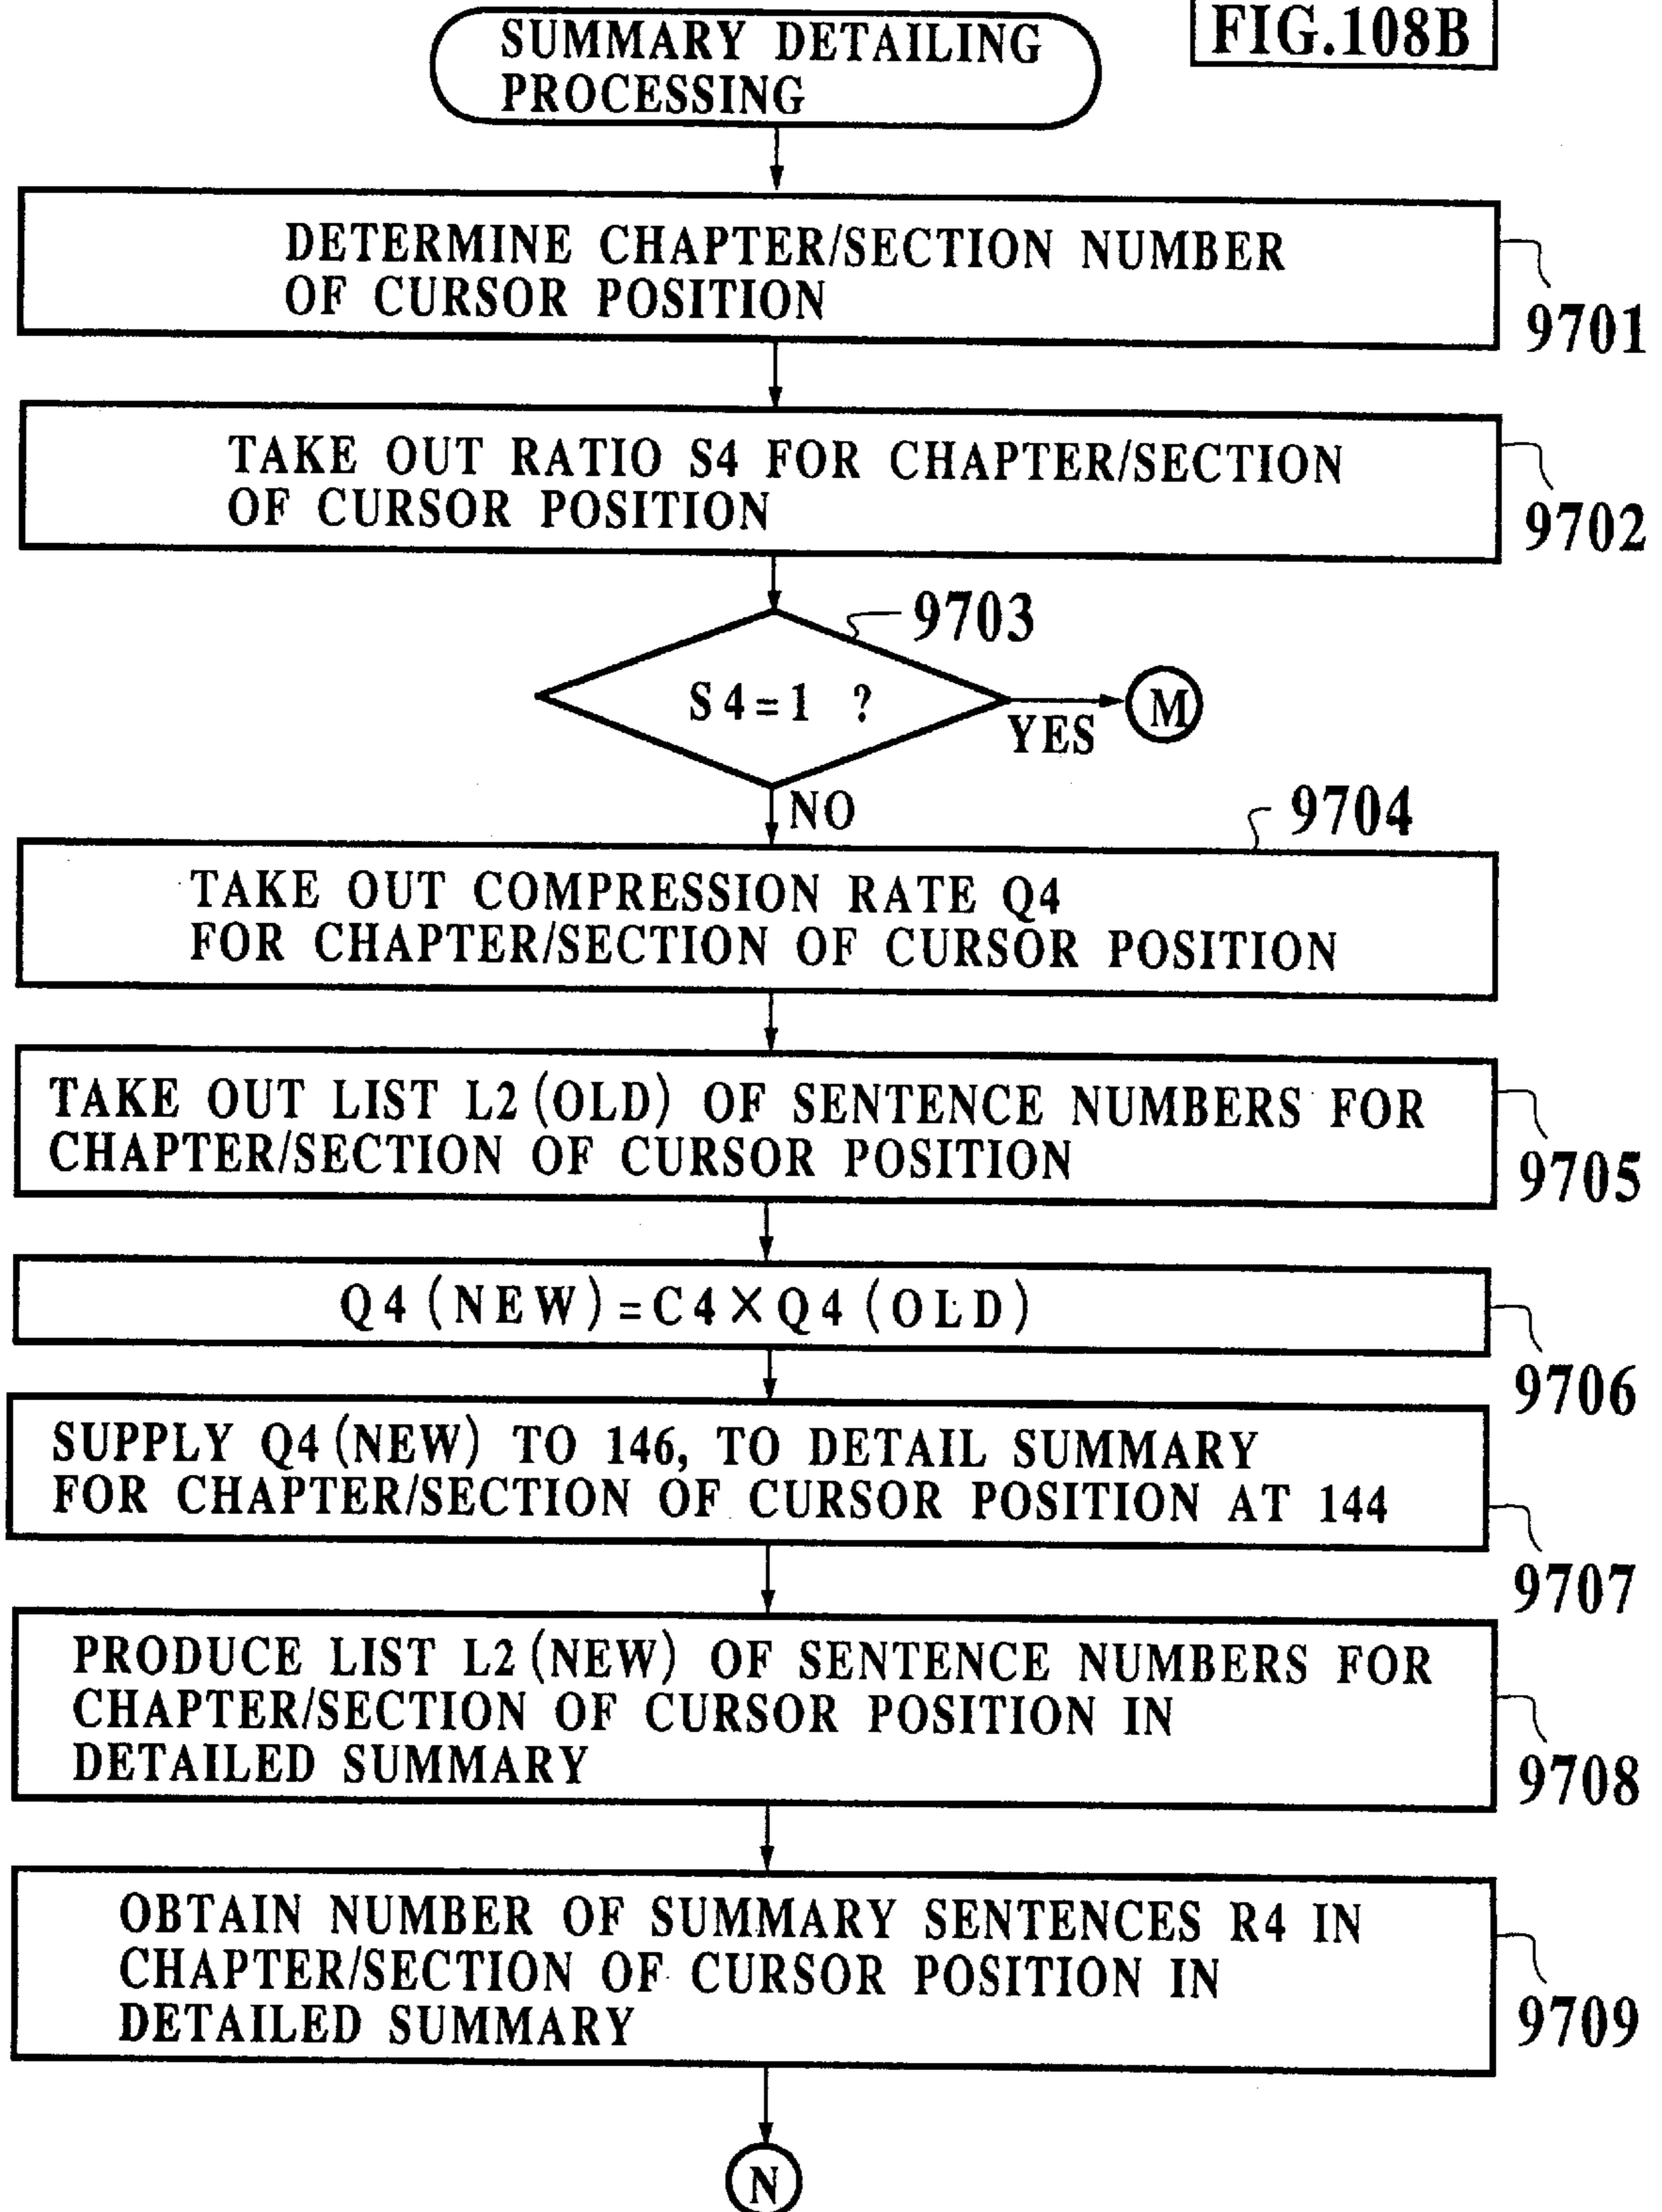 FIG.108B
SUMMARY DETAILING
PROCESSING
DETERMINE CHAPTER/SECTION NUMBER
OF CURSOR POSITION
9701
TAKE OUT RATIO S4 FOR CHAPTER/SECTION
OF CURSOR POSITION
9702
9703
S4=1 ?
YES
M
NO
9704
TAKE OUT COMPRESSION RATE Q4
FOR CHAPTER/SECTION OF CURSOR POSITION
TAKE OUT LIST L2(OLD) OF SENTENCE NUMBERS FOR
CHAPTER/SECTION OF CURSOR POSITION
9705
Q4(NEW)=C4×Q4(OLD)
9706
SUPPLY Q4(NEW) TO 146, TO DETAIL SUMMARY
FOR CHAPTER/SECTION OF CURSOR POSITION AT 144
9707
PRODUCE LIST L2(NEW) OF SENTENCE NUMBERS FOR
CHAPTER/SECTION OF CURSOR POSITION IN
DETAILED SUMMARY
9708
OBTAIN NUMBER OF SUMMARY SENTENCES R4 IN
CHAPTER/SECTION OF CURSOR POSITION IN
DETAILED SUMMARY
9709
N